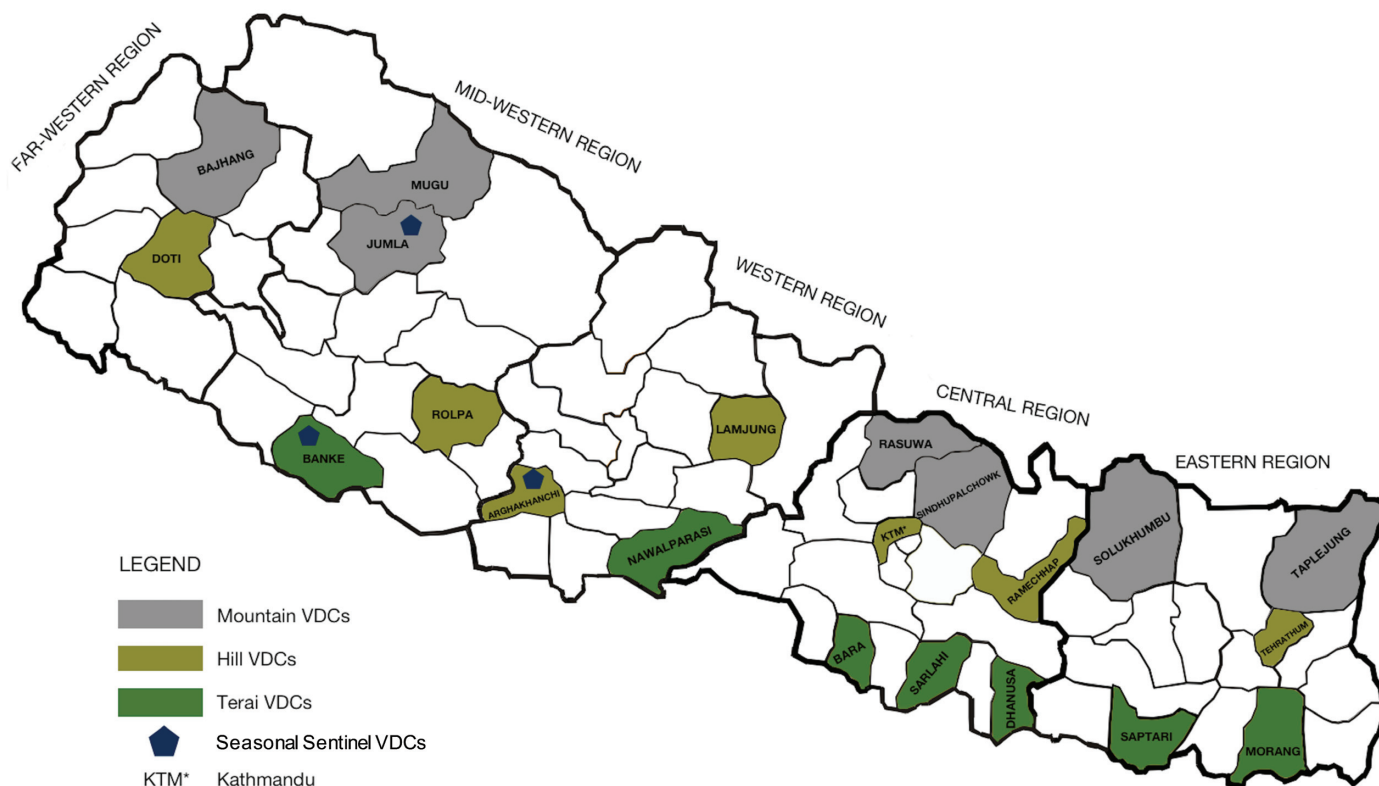 FAR-WESTERN REGION
MID-WESTERN REGION
BAJHANG
MUGU
JUMLA
DOTI
WESTERN REGION
ROLPA
LAMJUNG
CENTRAL REGION
BANKE
ARGHAKHANCHI
RASUWA
SINDHUPALCHOWK
EASTERN REGION
NAWALPARASI
KTM*
RAMECHHAP
SOLUKHUMBU
TAPLEJUNG
TEHRATHUM
BARA
SARLAHI
DHANUSA
SAPTARI
MORANG
LEGEND
Mountain VDCs
Hill VDCs
Terai VDCs
Seasonal Sentinel VDCs
KTM* Kathmandu